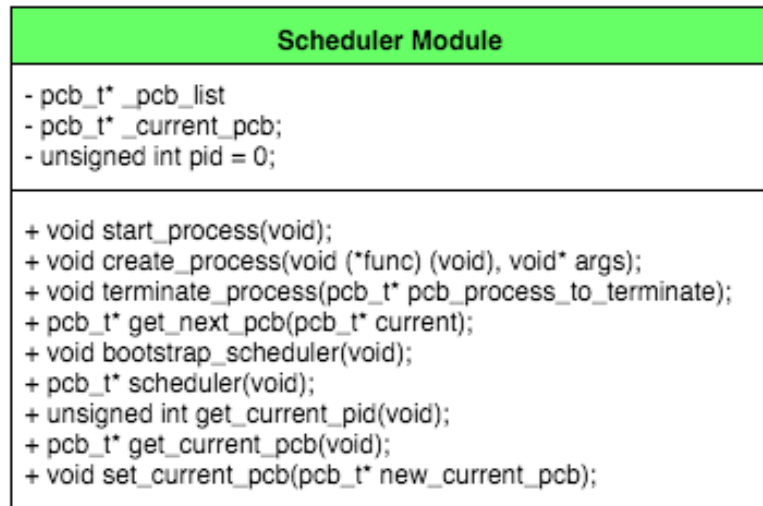 Scheduler Module
- pcb_t* _pcb_list
- pcb_t* _current_pcb;
- unsigned int pid = 0;
+ void start_process(void);
+ void create_process(void (*func) (void), void* args);
+ void terminate_process(pcb_t* pcb_process_to_terminate);
+ pcb_t* get_next_pcb(pcb_t* current);
+ void bootstrap_scheduler(void);
+ pcb_t* scheduler(void);
+ unsigned int get_current_pid(void);
+ pcb_t* get_current_pcb(void);
+ void set_current_pcb(pcb_t* new_current_pcb);